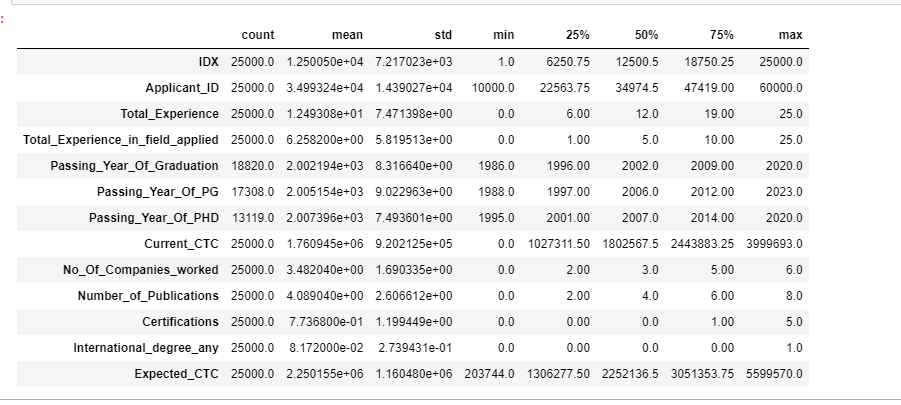 :
count mean std min 25% 50% 75% max
IDX 25000.0 1.250050e+04 7.217023e+03 1.0 6250.75 12500.5 18750.25 25000.0
Applicant_ID 25000.0 3.499324e+04 1.439027e+04 10000.0 22563.75 34974.5 47419.00 60000.0
Total_Experience 25000.0 1.249308e+01 7.471398e+00 0.0 6.00 12.0 19.00 25.0
Total_Experience_in_field_applied 25000.0 6.258200e+00 5.819513e+00 0.0 1.00 5.0 10.00 25.0
Passing_Year_Of_Graduation 18820.0 2.002194e+03 8.316640e+00 1986.0 1996.00 2002.0 2009.00 2020.0
Passing_Year_Of_PG 17308.0 2.005154e+03 9.022963e+00 1988.0 1997.00 2006.0 2012.00 2023.0
Passing_Year_Of_PHD 13119.0 2.007396e+03 7.493601e+00 1995.0 2001.00 2007.0 2014.00 2020.0
Current_CTC 25000.0 1.760945e+06 9.202125e+05 0.0 1027311.50 1802567.5 2443883.25 3999693.0
No_Of_Companies_worked 25000.0 3.482040e+00 1.690335e+00 0.0 2.00 3.0 5.00 6.0
Number_of_Publications 25000.0 4.089040e+00 2.606612e+00 0.0 2.00 4.0 6.00 8.0
Certifications 25000.0 7.736800e-01 1.199449e+00 0.0 0.00 0.0 1.00 5.0
International_degree_any 25000.0 8.172000e-02 2.739431e-01 0.0 0.00 0.0 0.00 1.0
Expected_CTC 25000.0 2.250155e+06 1.160480e+06 203744.0 1306277.50 2252136.5 3051353.75 5599570.0